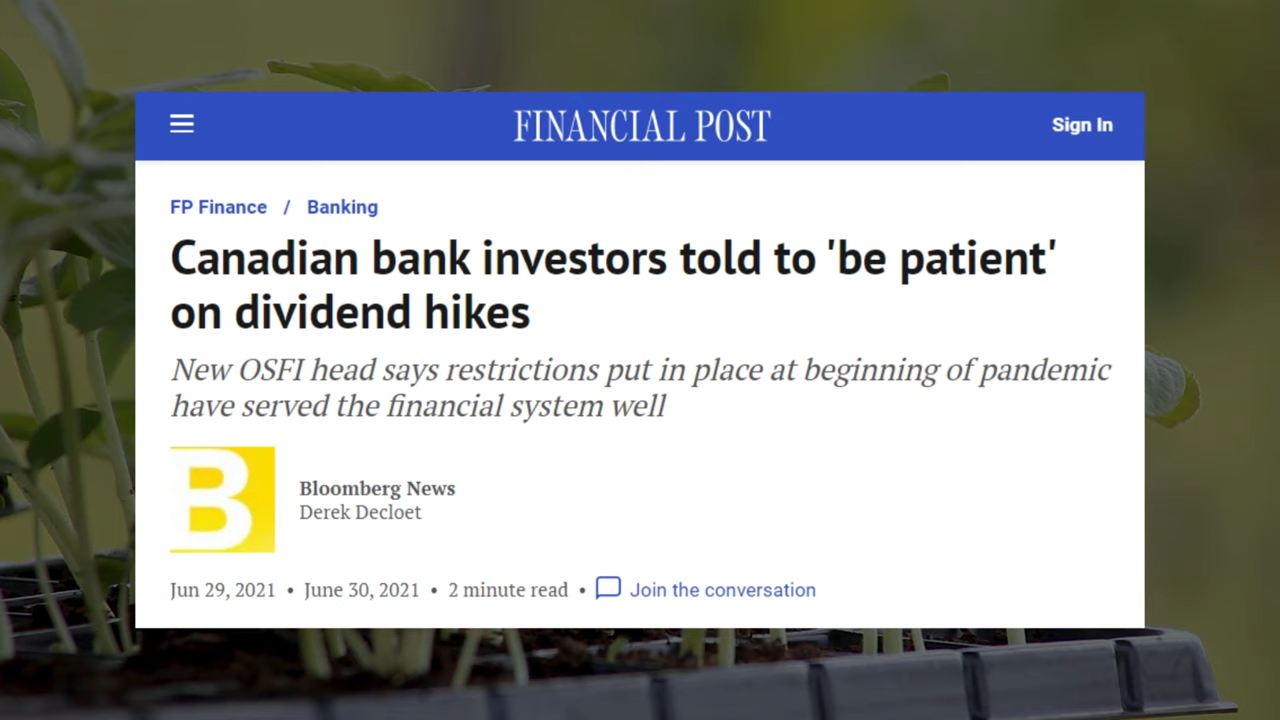 FINANCIAL POST
Sign In
FP Finance / Banking
Canadian bank investors told to 'be patient'
on dividend hikes
New OSFI head says restrictions put in place at beginning of pandemic
have served the financial system well
B
Bloomberg News
Derek Decloet
Jun 29, 2021 • June 30, 2021 • 2 minute read • Join the conversation